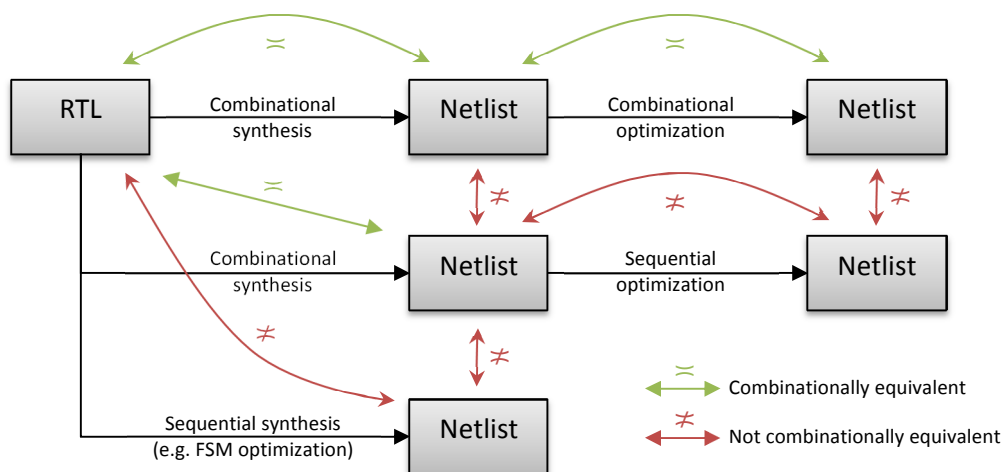 ≍
≍
RTL
Combinational
synthesis
Netlist
Combinational
optimization
Netlist
≍
≭
≭
≭
Combinational
synthesis
Netlist
Sequential
optimization
Netlist
≭
≭
≍
Combinationally equivalent
Sequential synthesis
(e.g. FSM optimization)
Netlist
≭
Not combinationally equivalent